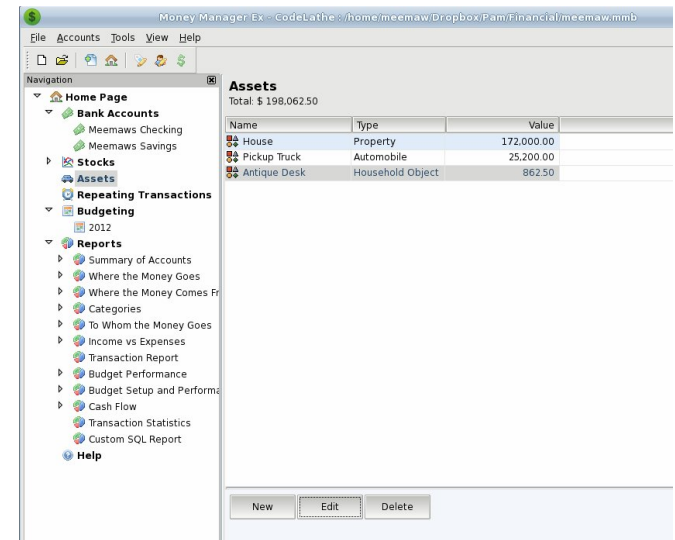 Money Manager Ex - CodeLathe : /home/meemaw/Dropbox/Pam/Financial/meemaw.mmb
File Accounts Tools View Help
Navigation
Home Page
Bank Accounts
Meemaws Checking
Meemaws Savings
Stocks
Assets
Repeating Transactions
Budgeting
2012
Reports
Summary of Accounts
Where the Money Goes
Where the Money Comes Fr
Categories
To Whom the Money Goes
Income vs Expenses
Transaction Report
Budget Performance
Budget Setup and Performa
Cash Flow
Transaction Statistics
Custom SQL Report
Help
Assets
Total: $ 198,062.50
Name Type Value
House Property 172,000.00
Pickup Truck Automobile 25,200.00
Antique Desk Household Object 862.50
New Edit Delete